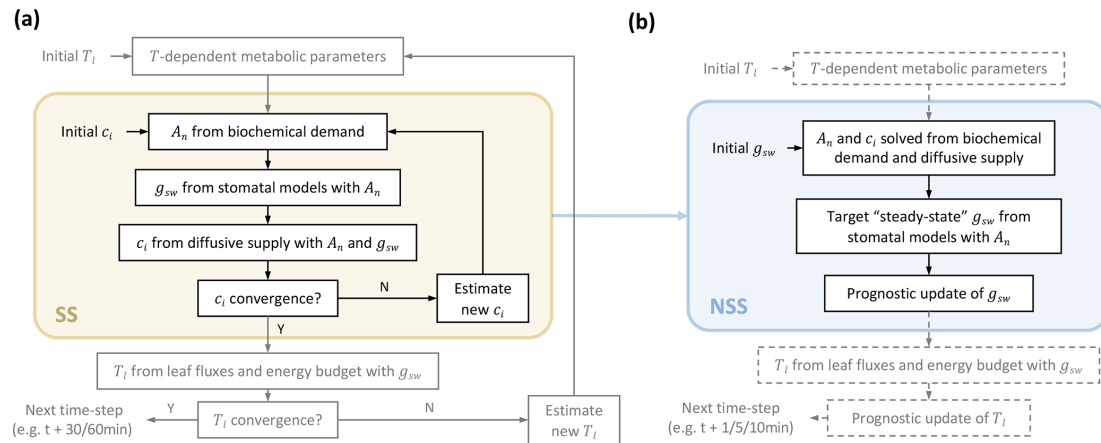 (a)
Initial T_l
T-dependent metabolic parameters
Initial c_i
A_n from biochemical demand
g_sw from stomatal models with A_n
c_i from diffusive supply with A_n and g_sw
c_i convergence?
N
Estimate
new c_i
SS
Y
T_l from leaf fluxes and energy budget with g_sw
Next time-step
(e.g. t + 30/60min)
Y
T_l convergence?
N
Estimate
new T_l
(b)
Initial T_l
T-dependent metabolic parameters
Initial g_sw
A_n and c_i solved from biochemical
demand and diffusive supply
Target “steady-state” g_sw from
stomatal models with A_n
Prognostic update of g_sw
NSS
T_l from leaf fluxes and energy budget with g_sw
Next time-step
(e.g. t + 1/5/10min)
Prognostic update of T_l